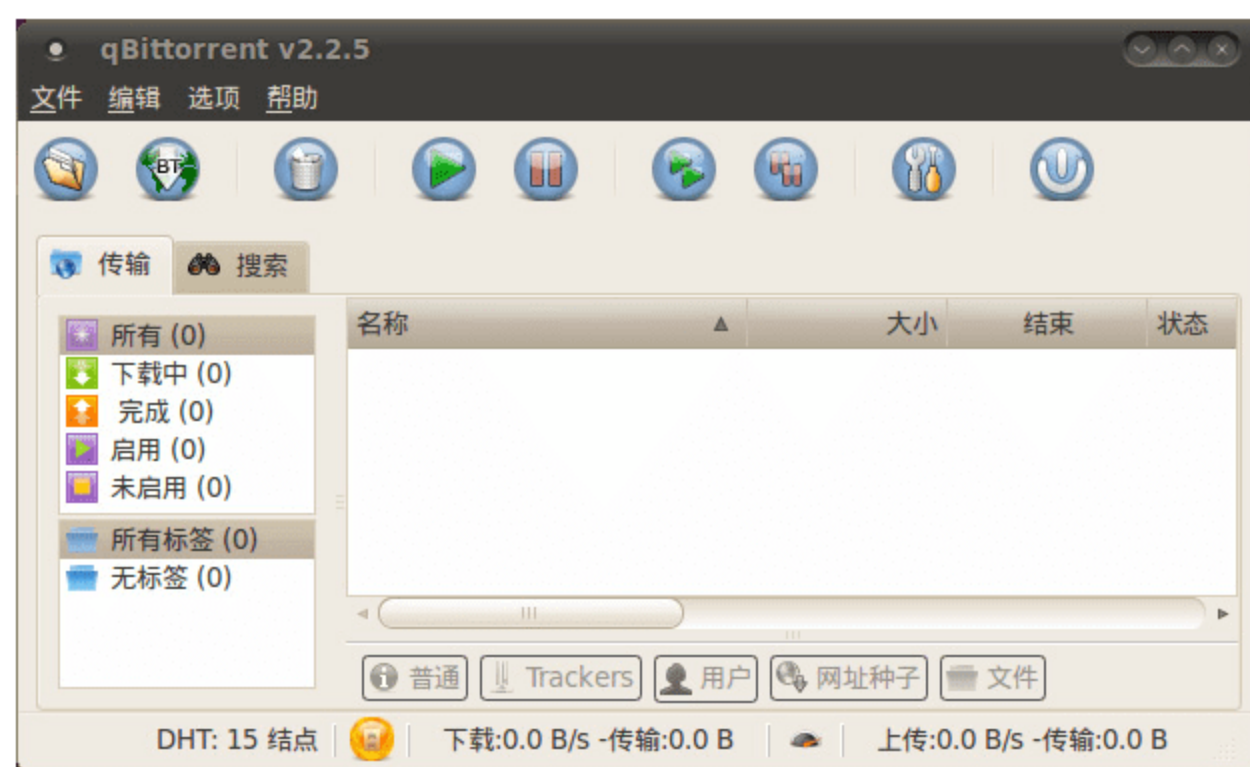 qBittorrent v2.2.5
文件 编辑 选项 帮助
BT
传输 搜索
名称 大小 结束 状态
所有 (0)
下载中 (0)
完成 (0)
启用 (0)
未启用 (0)
所有标签 (0)
无标签 (0)
普通 Trackers 用户 网址种子 文件
DHT: 15 结点 下载:0.0 B/s -传输:0.0 B 上传:0.0 B/s -传输:0.0 B